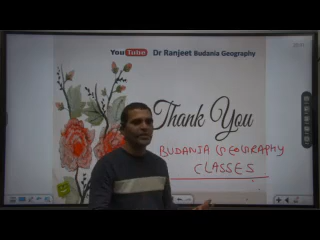 YouTube Dr Ranjeet Budania Geography
Thank You
BUDANIA GEOGRAPHY
CLASSES